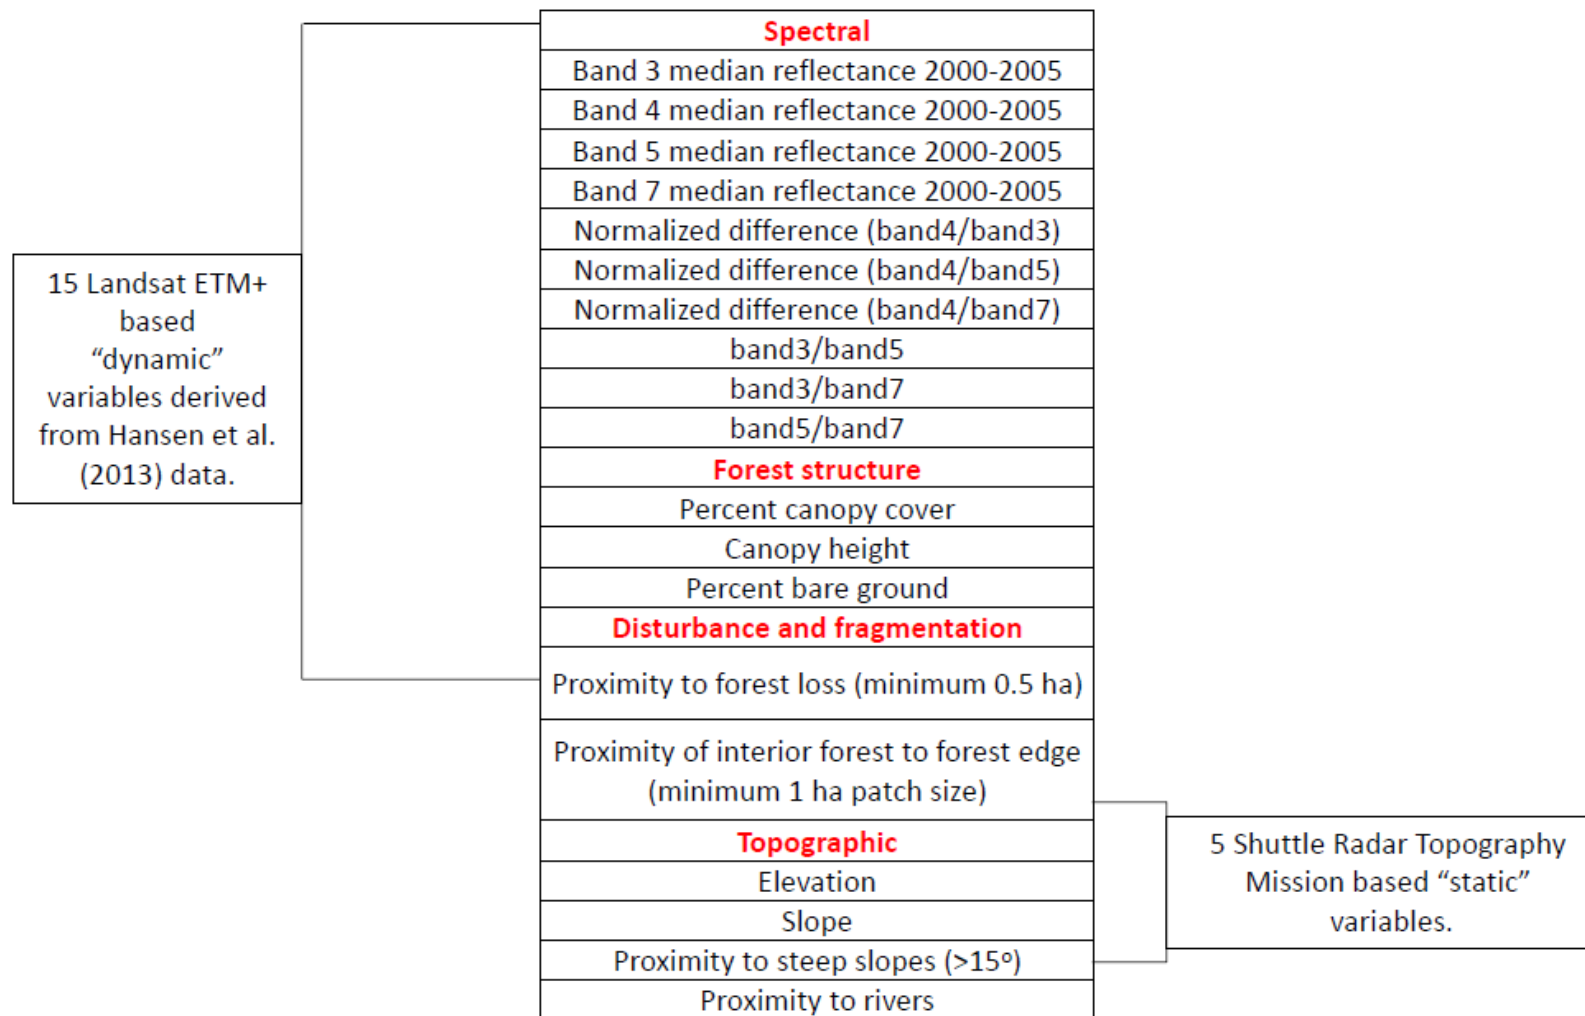 15 Landsat ETM+
based
“dynamic”
variables derived
from Hansen et al.
(2013) data.
Spectral
Band 3 median reflectance 2000-2005
Band 4 median reflectance 2000-2005
Band 5 median reflectance 2000-2005
Band 7 median reflectance 2000-2005
Normalized difference (band4/band3)
Normalized difference (band4/band5)
Normalized difference (band4/band7)
band3/band5
band3/band7
band5/band7
Forest structure
Percent canopy cover
Canopy height
Percent bare ground
Disturbance and fragmentation
Proximity to forest loss (minimum 0.5 ha)
Proximity of interior forest to forest edge
(minimum 1 ha patch size)
Topographic
Elevation
Slope
Proximity to steep slopes (>15°)
Proximity to rivers
5 Shuttle Radar Topography
Mission based “static”
variables.